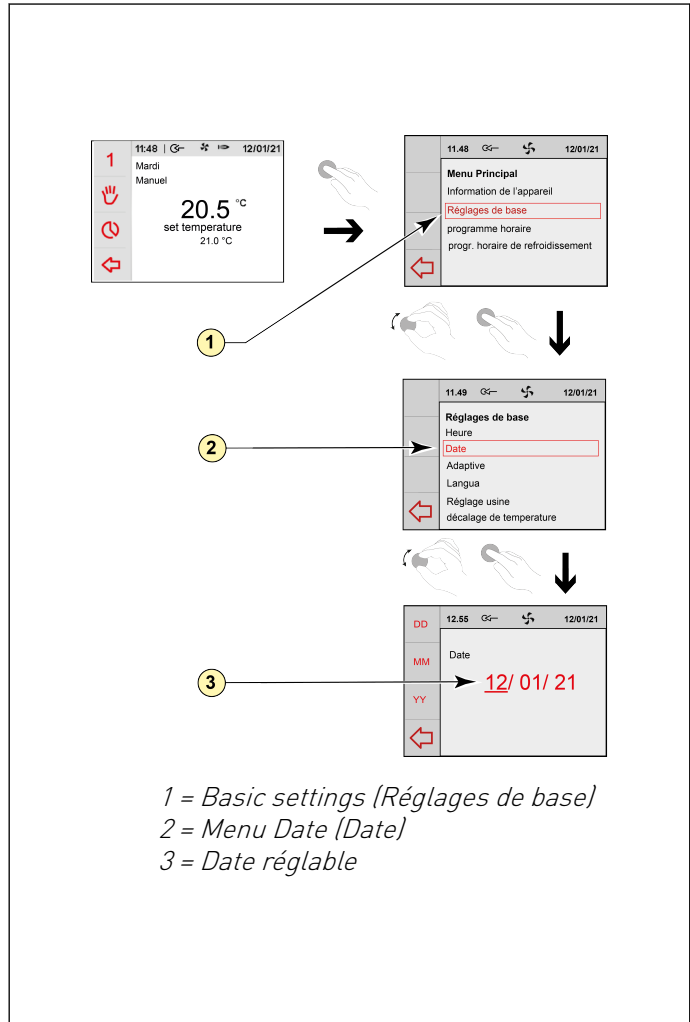 11:48 | 12/01/21
1
Mardi
Manuel
20.5 °C
set temperature
21.0 °C
11.48 12/01/21
Menu Principal
Information de l'appareil
Réglages de base
programme horaire
progr. horaire de refroidissement
1
11.49 12/01/21
Réglages de base
Heure
Date
Adaptive
Langua
Réglage usine
décalage de temperature
2
12.55 12/01/21
DD
MM
YY
Date
12/ 01/ 21
3
1 = Basic settings (Réglages de base)
2 = Menu Date (Date)
3 = Date réglable